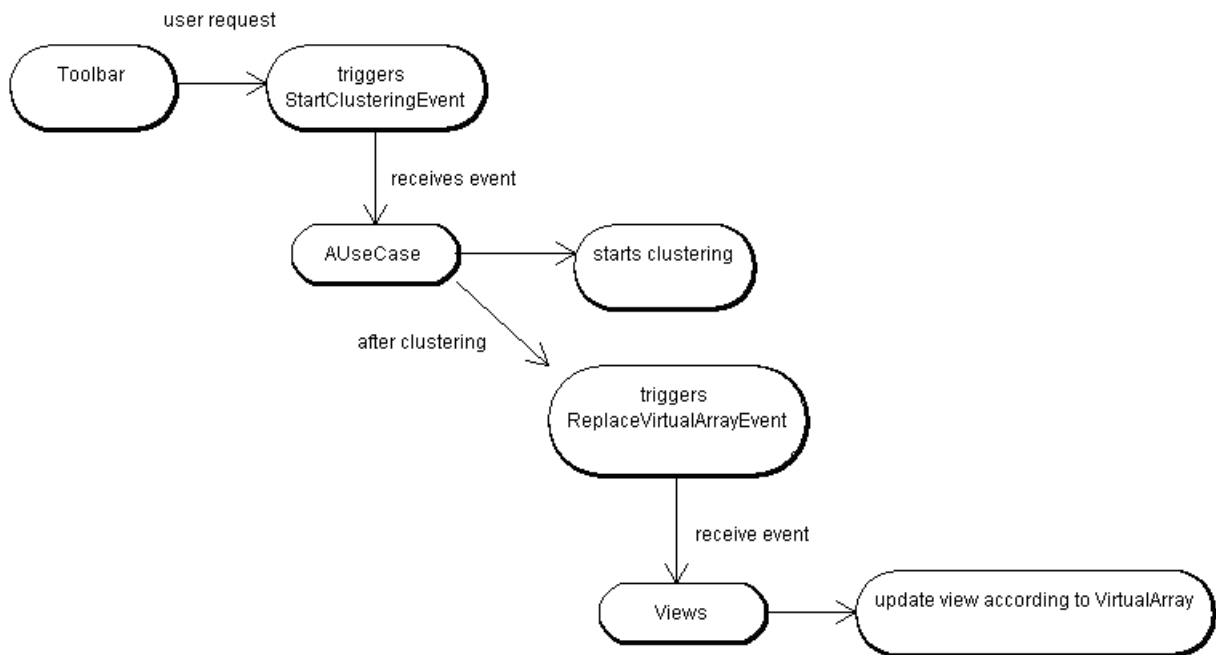 user request
Toolbar
triggers
StartClusteringEvent
receives event
AUseCase
starts clustering
after clustering
triggers
ReplaceVirtualArrayEvent
receive event
Views
update view according to VirtualArray